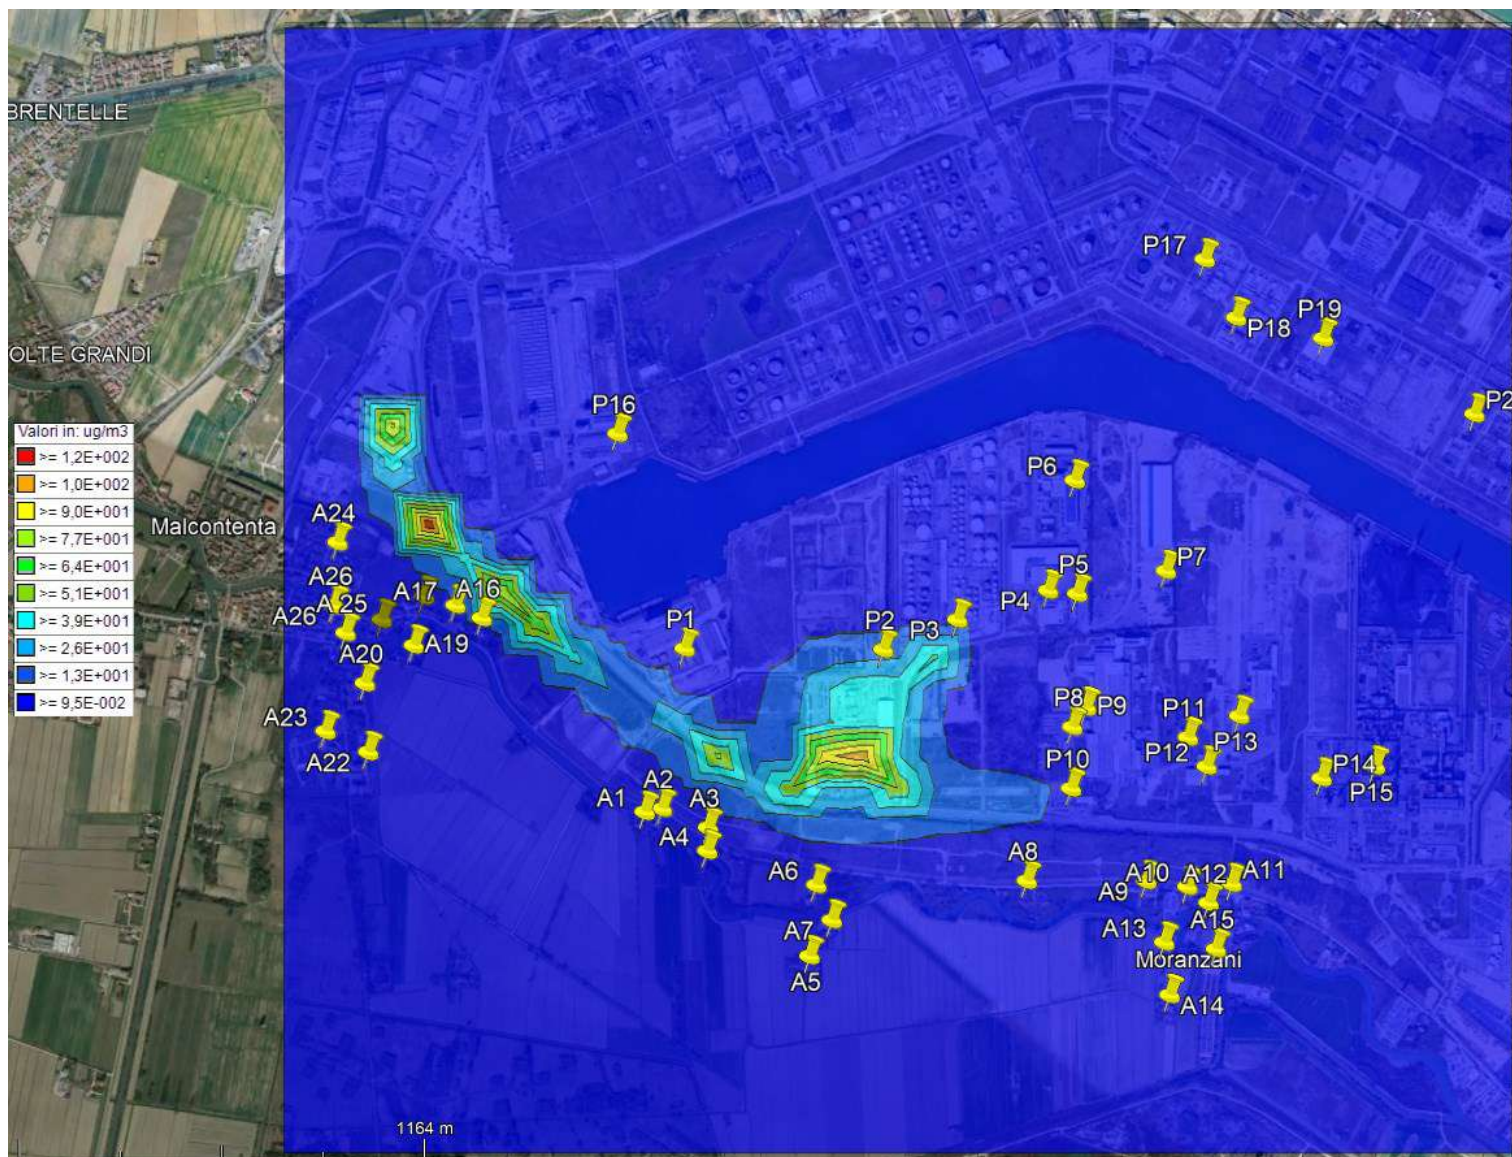 BRENTELLE
P17
P18
P19
OLTE GRANDI
P16
P2
Valori in: ug/m3
>= 1,2E+002
>= 1,0E+002
>= 9,0E+001
>= 7,7E+001
>= 6,4E+001
>= 5,1E+001
>= 3,9E+001
>= 2,6E+001
>= 1,3E+001
>= 9,5E-002
P6
Malcontenta
A24
P7
P5
P4
A26
A17
A16
A25
A26
P1
P2
P3
A19
A20
A23
A22
P8
P9
P11
P13
P12
P10
P14
P15
A2
A1
A3
A4
A8
A6
A10
A12
A11
A9
A15
A13
A7
Moranzani
A5
A14
1164 m